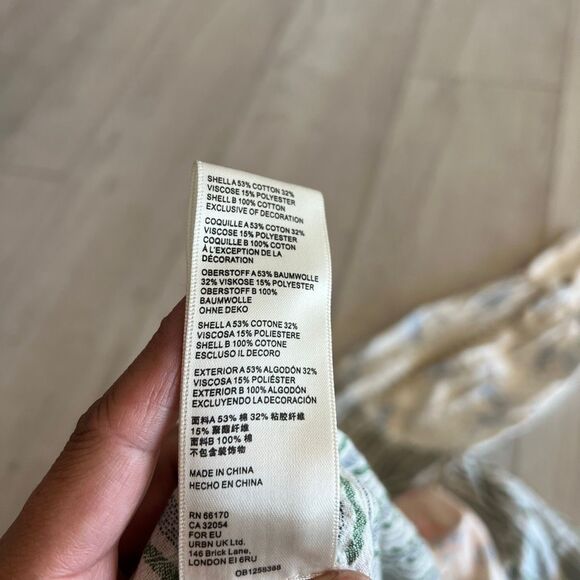 SHELL A 53% COTTON 32%
VISCOSE 15% POLYESTER
SHELL B 100% COTTON
EXCLUSIVE OF DECORATION
COQUILLE A 53% COTON 32%
VISCOSE 15% POLYESTER
COQUILLE B 100% COTON
À L'EXCEPTION DE LA
DÉCORATION
OBERSTOFF A 53% BAUMWOLLE
32% VISKOSE 15% POLYESTER
OBERSTOFF B 100%
BAUMWOLLE
OHNE DEKO
SHELL A 53% COTONE 32%
VISCOSA 15% POLIESTERE
SHELL B 100% COTONE
ESCLUSO IL DECORO
EXTERIOR A 53% ALGODÓN 32%
VISCOSA 15% POLIÉSTER
EXTERIOR B 100% ALGODÓN
EXCLUYENDO LA DECORACIÓN
面料A 53% 棉 32% 粘胶纤维
15% 聚酯纤维
面料B 100% 棉
不包含装饰物
MADE IN CHINA
HECHO EN CHINA
RN 66170
CA 32054
FOR EU
URBN UK Ltd.
146 Brick Lane,
LONDON E1 6RU
OB1258388